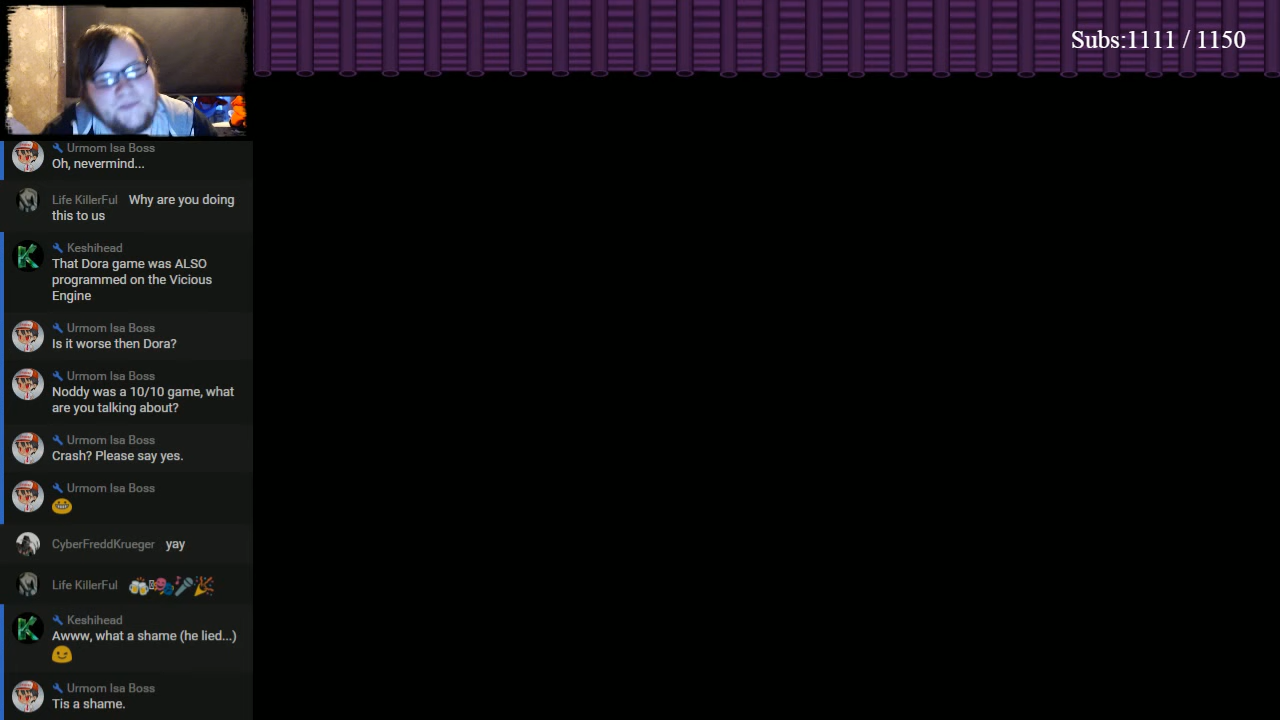 Subs:1111 / 1150
Urmom Isa Boss
Oh, nevermind...
Life KillerFul Why are you doing
this to us
Keshihead
That Dora game was ALSO
programmed on the Vicious
Engine
Urmom Isa Boss
Is it worse then Dora?
Urmom Isa Boss
Noddy was a 10/10 game, what
are you talking about?
Urmom Isa Boss
Crash? Please say yes.
Urmom Isa Boss
CyberFreddKrueger yay
Life KillerFul
Keshihead
Awww, what a shame (he lied...)
Urmom Isa Boss
Tis a shame.